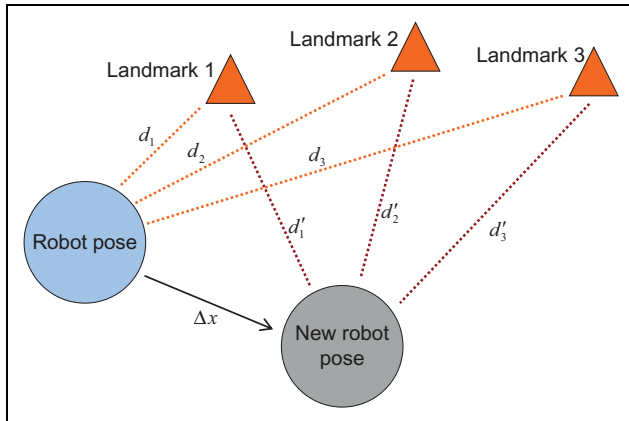 Landmark 1
Landmark 2
Landmark 3
d₁
d₂
d₃
Robot pose
d′₁
d′₂
d′₃
Δx
New robot
pose